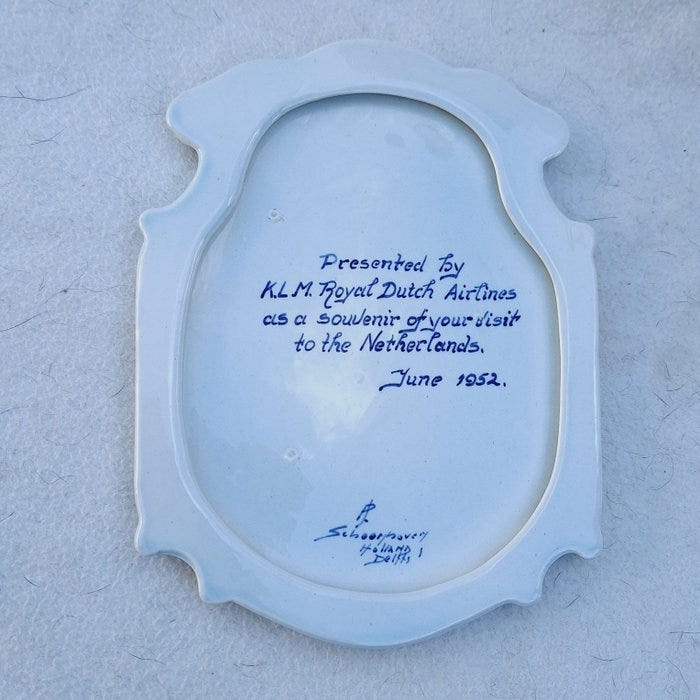 Presented by
K.L.M. Royal Dutch Airlines
as a souvenir of your visit
to the Netherlands.
June 1952.
Schoonhoven
Holland
Delfts